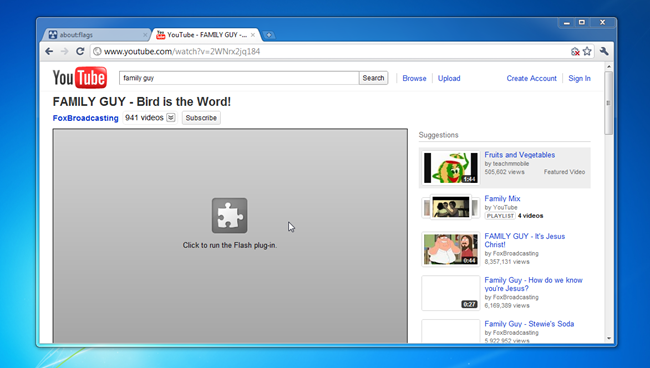 about:flags
YouTube - FAMILY GUY -...
www.youtube.com/watch?v=2WNrx2jq184
YouTube
family guy
Search
Browse
Upload
Create Account
Sign In
FAMILY GUY - Bird is the Word!
FoxBroadcasting
941 videos
Subscribe
Click to run the Flash plug-in.
Suggestions
1:44
Fruits and Vegetables
by teachmmobile
505,602 views
Featured Video
Family Mix
by YouTube
PLAYLIST 4 videos
0:44
FAMILY GUY - It's Jesus
Christ!
by FoxBroadcasting
8,357,131 views
0:27
Family Guy - How do we know
you're Jesus?
by FoxBroadcasting
6,169,389 views
Family Guy - Stewie's Soda
by FoxBroadcasting
5,922,952 views